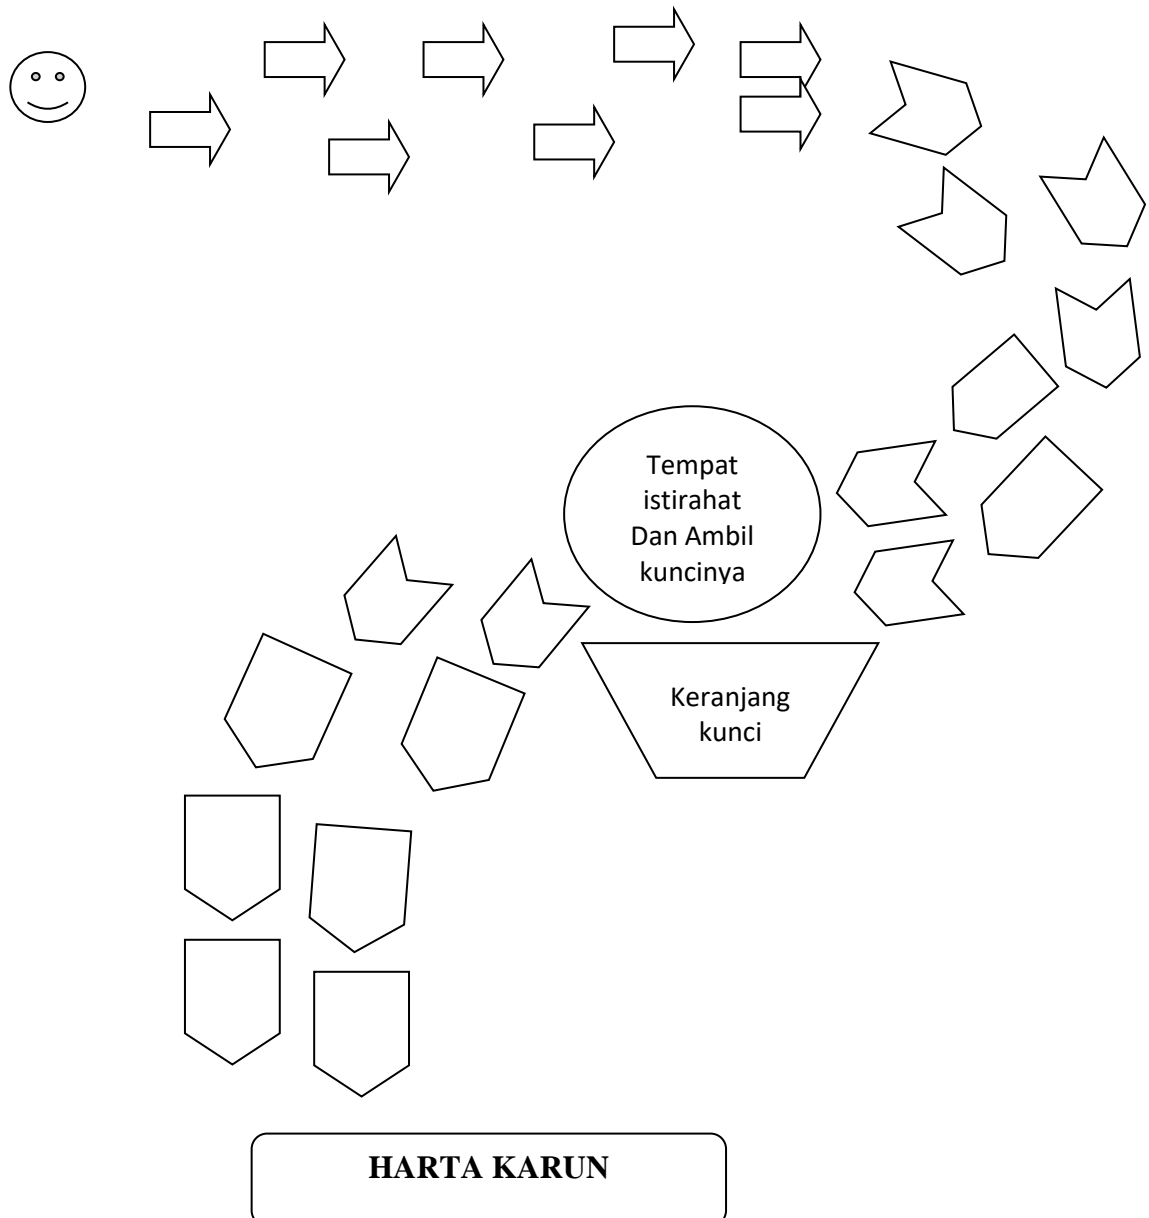 Tempat
istirahat
Dan Ambil
kuncinya
Keranjang
kunci
HARTA KARUN